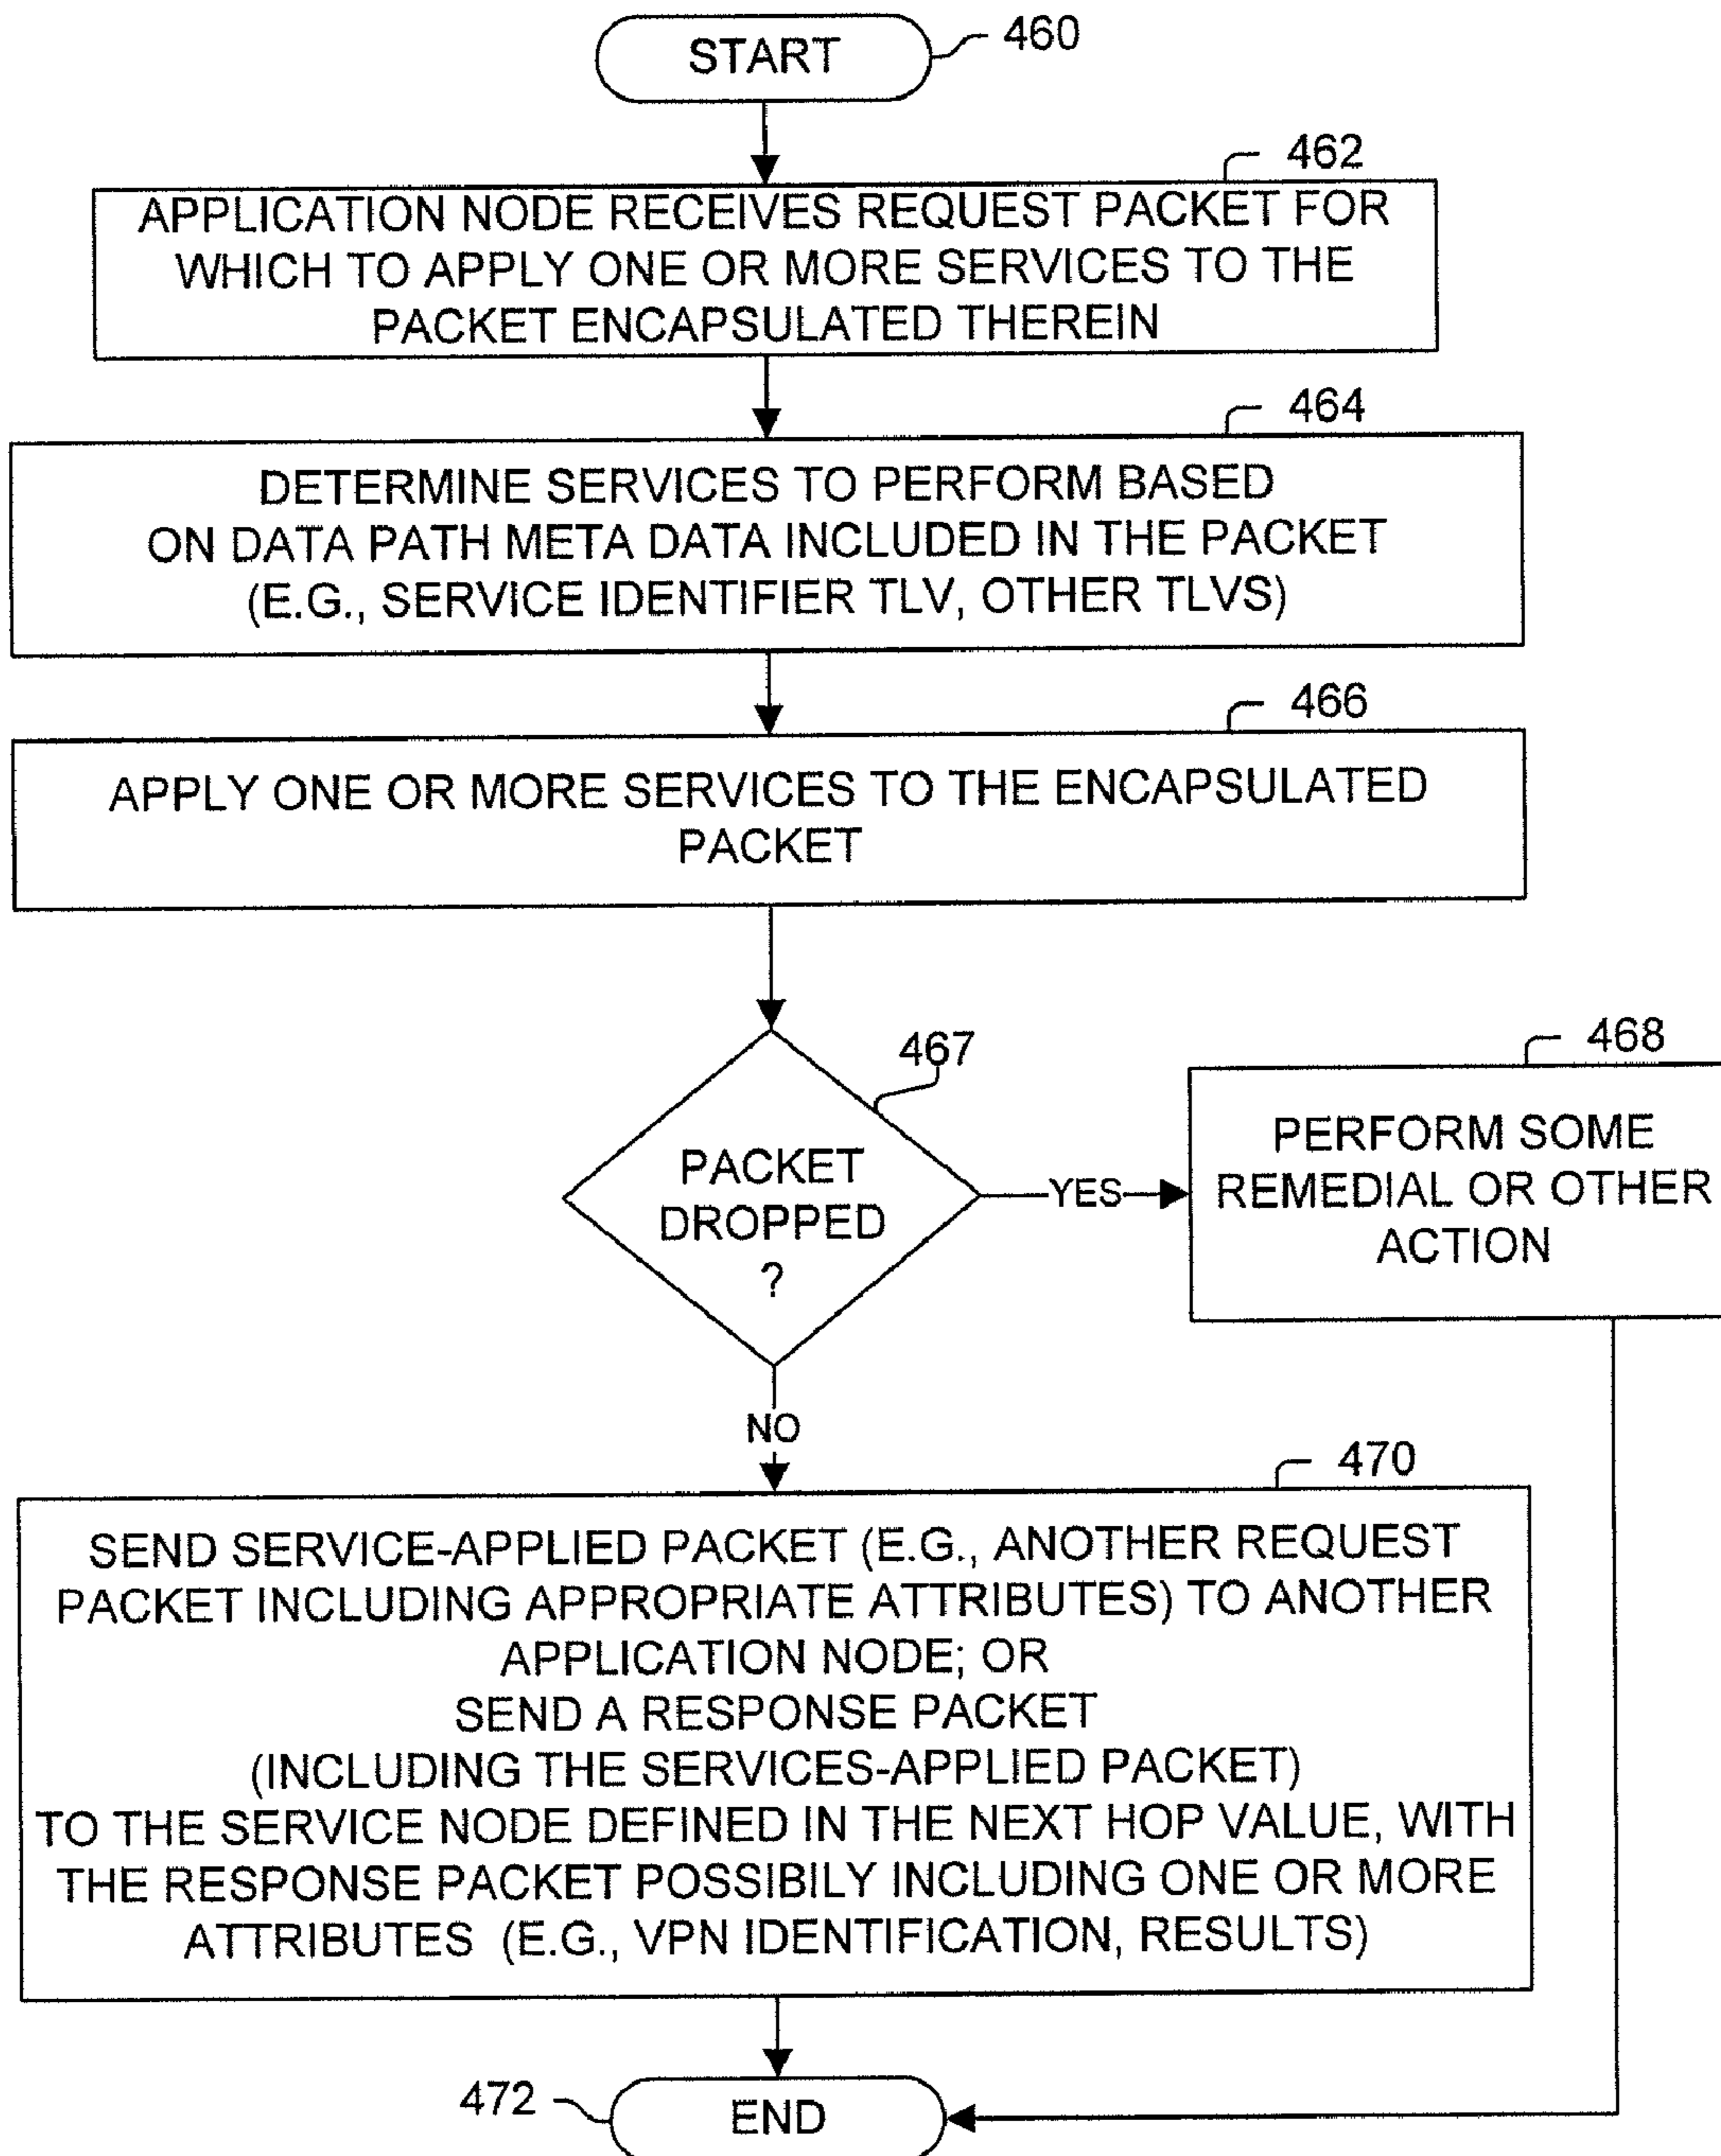 START
460
462
APPLICATION NODE RECEIVES REQUEST PACKET FOR
WHICH TO APPLY ONE OR MORE SERVICES TO THE
PACKET ENCAPSULATED THEREIN
464
DETERMINE SERVICES TO PERFORM BASED
ON DATA PATH META DATA INCLUDED IN THE PACKET
(E.G., SERVICE IDENTIFIER TLV, OTHER TLVS)
466
APPLY ONE OR MORE SERVICES TO THE ENCAPSULATED
PACKET
467
PACKET
DROPPED
?
YES
468
PERFORM SOME
REMEDIAL OR OTHER
ACTION
NO
470
SEND SERVICE-APPLIED PACKET (E.G., ANOTHER REQUEST
PACKET INCLUDING APPROPRIATE ATTRIBUTES) TO ANOTHER
APPLICATION NODE; OR
SEND A RESPONSE PACKET
(INCLUDING THE SERVICES-APPLIED PACKET)
TO THE SERVICE NODE DEFINED IN THE NEXT HOP VALUE, WITH
THE RESPONSE PACKET POSSIBILY INCLUDING ONE OR MORE
ATTRIBUTES (E.G., VPN IDENTIFICATION, RESULTS)
472
END